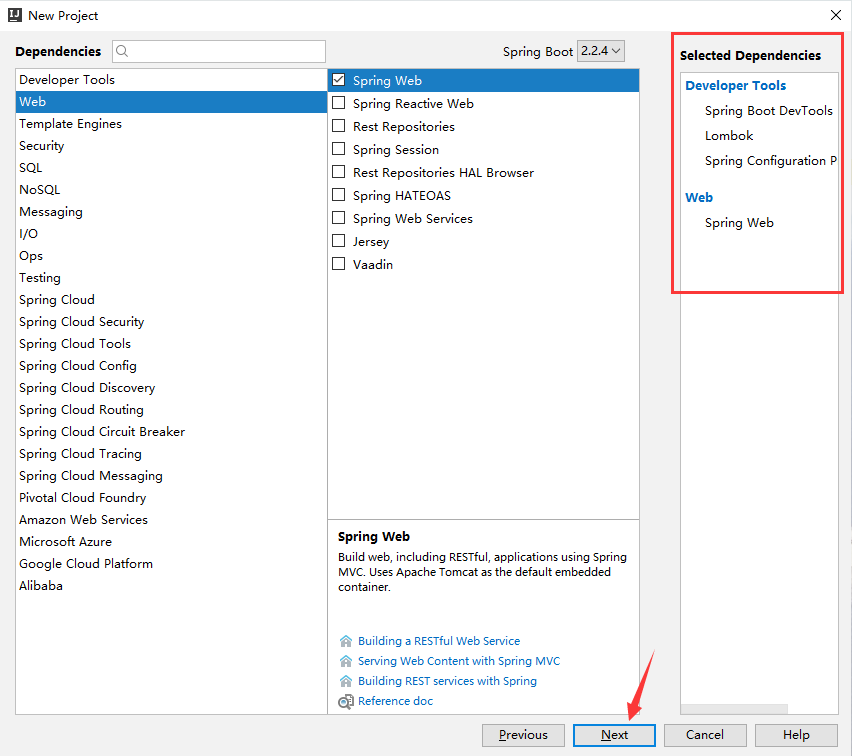 New Project
Dependencies
Spring Boot 2.2.4
Developer Tools
Web
Template Engines
Security
SQL
NoSQL
Messaging
I/O
Ops
Testing
Spring Cloud
Spring Cloud Security
Spring Cloud Tools
Spring Cloud Config
Spring Cloud Discovery
Spring Cloud Routing
Spring Cloud Circuit Breaker
Spring Cloud Tracing
Spring Cloud Messaging
Pivotal Cloud Foundry
Amazon Web Services
Microsoft Azure
Google Cloud Platform
Alibaba
Spring Web
Spring Reactive Web
Rest Repositories
Spring Session
Rest Repositories HAL Browser
Spring HATEOAS
Spring Web Services
Jersey
Vaadin
Spring Web
Build web, including RESTful, applications using Spring
MVC. Uses Apache Tomcat as the default embedded
container.
Building a RESTful Web Service
Serving Web Content with Spring MVC
Building REST services with Spring
Reference doc
Selected Dependencies
Developer Tools
Spring Boot DevTools
Lombok
Spring Configuration P
Web
Spring Web
Previous
Next
Cancel
Help